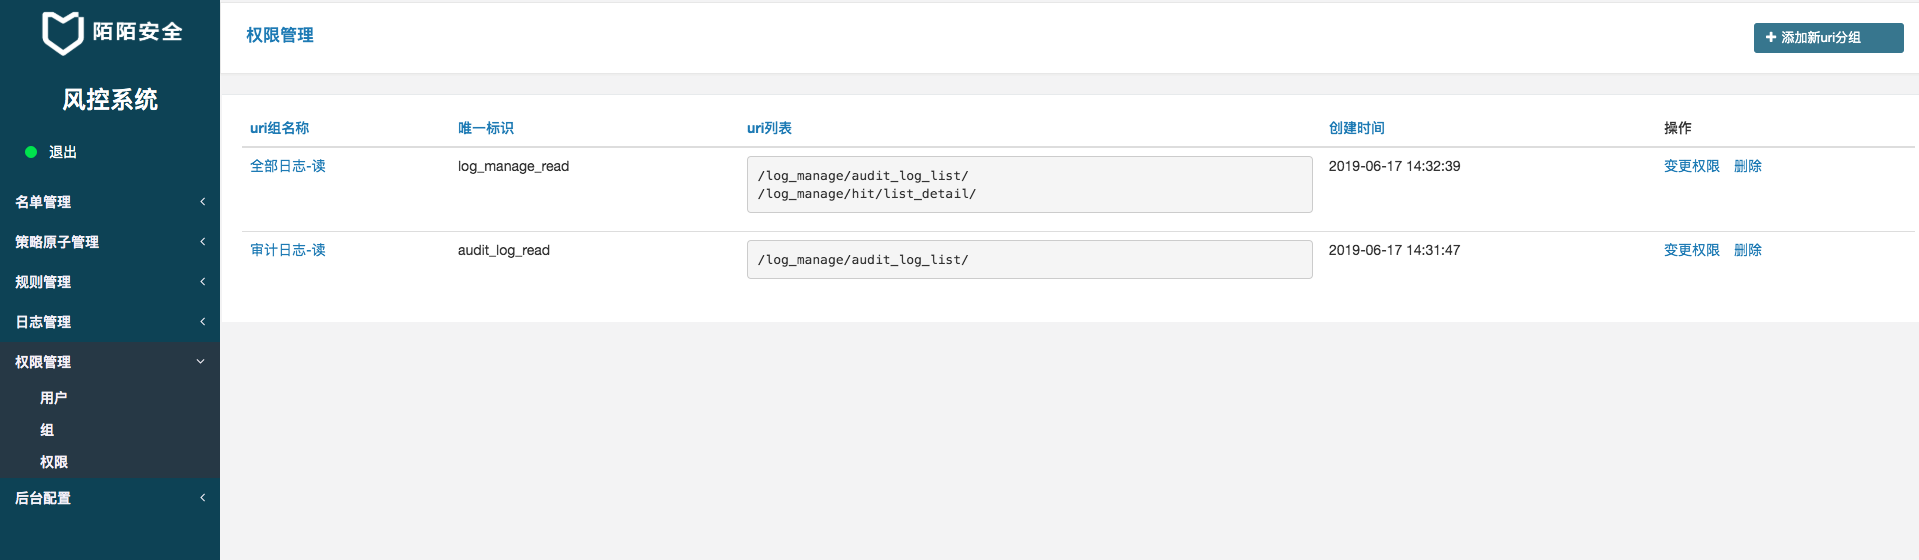 陌陌安全
风控系统
退出
名单管理
策略原子管理
规则管理
日志管理
权限管理
用户
组
权限
后台配置
权限管理
添加新uri分组
uri组名称 唯一标识 uri列表 创建时间 操作
全部日志-读 log_manage_read /log_manage/audit_log_list/ 2019-06-17 14:32:39 变更权限 删除
/log_manage/hit/list_detail/
审计日志-读 audit_log_read /log_manage/audit_log_list/ 2019-06-17 14:31:47 变更权限 删除